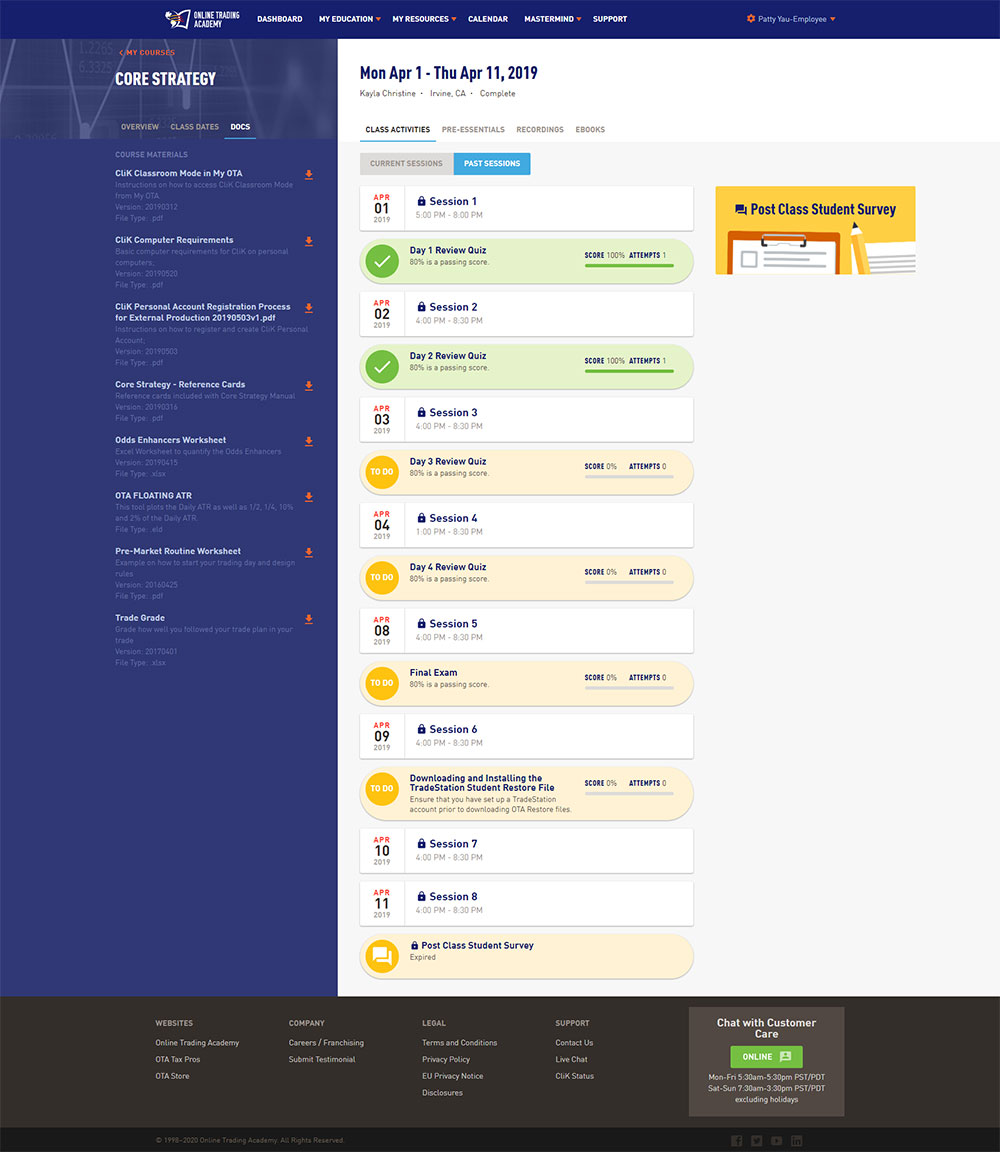 ONLINE TRADING
ACADEMY
DASHBOARD
MY EDUCATION
MY RESOURCES
CALENDAR
MASTERMIND
SUPPORT
Patty Yau-Employee
MY COURSES
CORE STRATEGY
OVERVIEW
CLASS DATES
DOCS
COURSE MATERIALS
CliK Classroom Mode in My OTA
Instructions on how to access CliK Classroom Mode
from My OTA
Version: 20190312
File Type: .pdf
CliK Computer Requirements
Basic computer requirements for CliK on personal
computers;
Version: 20190520
File Type: .pdf
CliK Personal Account Registration Process
for External Production 20190503v1.pdf
Instructions on how to register and create CliK Personal
Account;
Version: 20190503
File Type: .pdf
Core Strategy - Reference Cards
Reference cards included with Core Strategy Manual
Version: 20190316
File Type: .pdf
Odds Enhancers Worksheet
Excel Worksheet to quantify the Odds Enhancers
Version: 20190415
File Type: .xlsx
OTA FLOATING ATR
This tool plots the Daily ATR as well as 1/2, 1/4, 10%
and 2% of the Daily ATR.
File Type: .eld
Pre-Market Routine Worksheet
Example on how to start your trading day and design
rules
Version: 20160425
File Type: .pdf
Trade Grade
Grade how well you followed your trade plan in your
trade
Version: 20170401
File Type: .xlsx
Mon Apr 1 - Thu Apr 11, 2019
Kayla Christine • Irvine, CA • Complete
CLASS ACTIVITIES
PRE-ESSENTIALS
RECORDINGS
EBOOKS
CURRENT SESSIONS
PAST SESSIONS
APR
01
2019
Session 1
5:00 PM - 8:00 PM
Day 1 Review Quiz
80% is a passing score.
SCORE 100% ATTEMPTS 1
APR
02
2019
Session 2
4:00 PM - 8:30 PM
Day 2 Review Quiz
80% is a passing score.
SCORE 100% ATTEMPTS 1
APR
03
2019
Session 3
4:00 PM - 8:30 PM
TO DO
Day 3 Review Quiz
80% is a passing score.
SCORE 0% ATTEMPTS 0
APR
04
2019
Session 4
1:00 PM - 8:30 PM
TO DO
Day 4 Review Quiz
80% is a passing score.
SCORE 0% ATTEMPTS 0
APR
08
2019
Session 5
4:00 PM - 8:30 PM
TO DO
Final Exam
80% is a passing score.
SCORE 0% ATTEMPTS 0
APR
09
2019
Session 6
4:00 PM - 8:30 PM
TO DO
Downloading and Installing the
TradeStation Student Restore File
Ensure that you have set up a TradeStation
account prior to downloading OTA Restore files.
SCORE 0% ATTEMPTS 0
APR
10
2019
Session 7
4:00 PM - 8:30 PM
APR
11
2019
Session 8
4:00 PM - 8:30 PM
Post Class Student Survey
Expired
Post Class Student Survey
WEBSITES
Online Trading Academy
OTA Tax Pros
OTA Store
COMPANY
Careers / Franchising
Submit Testimonial
LEGAL
Terms and Conditions
Privacy Policy
EU Privacy Notice
Disclosures
SUPPORT
Contact Us
Live Chat
CliK Status
Chat with Customer
Care
ONLINE
Mon-Fri 5:30am-5:30pm PST/PDT
Sat-Sun 7:30am-3:30pm PST/PDT
excluding holidays
© 1998–2020 Online Trading Academy. All Rights Reserved.